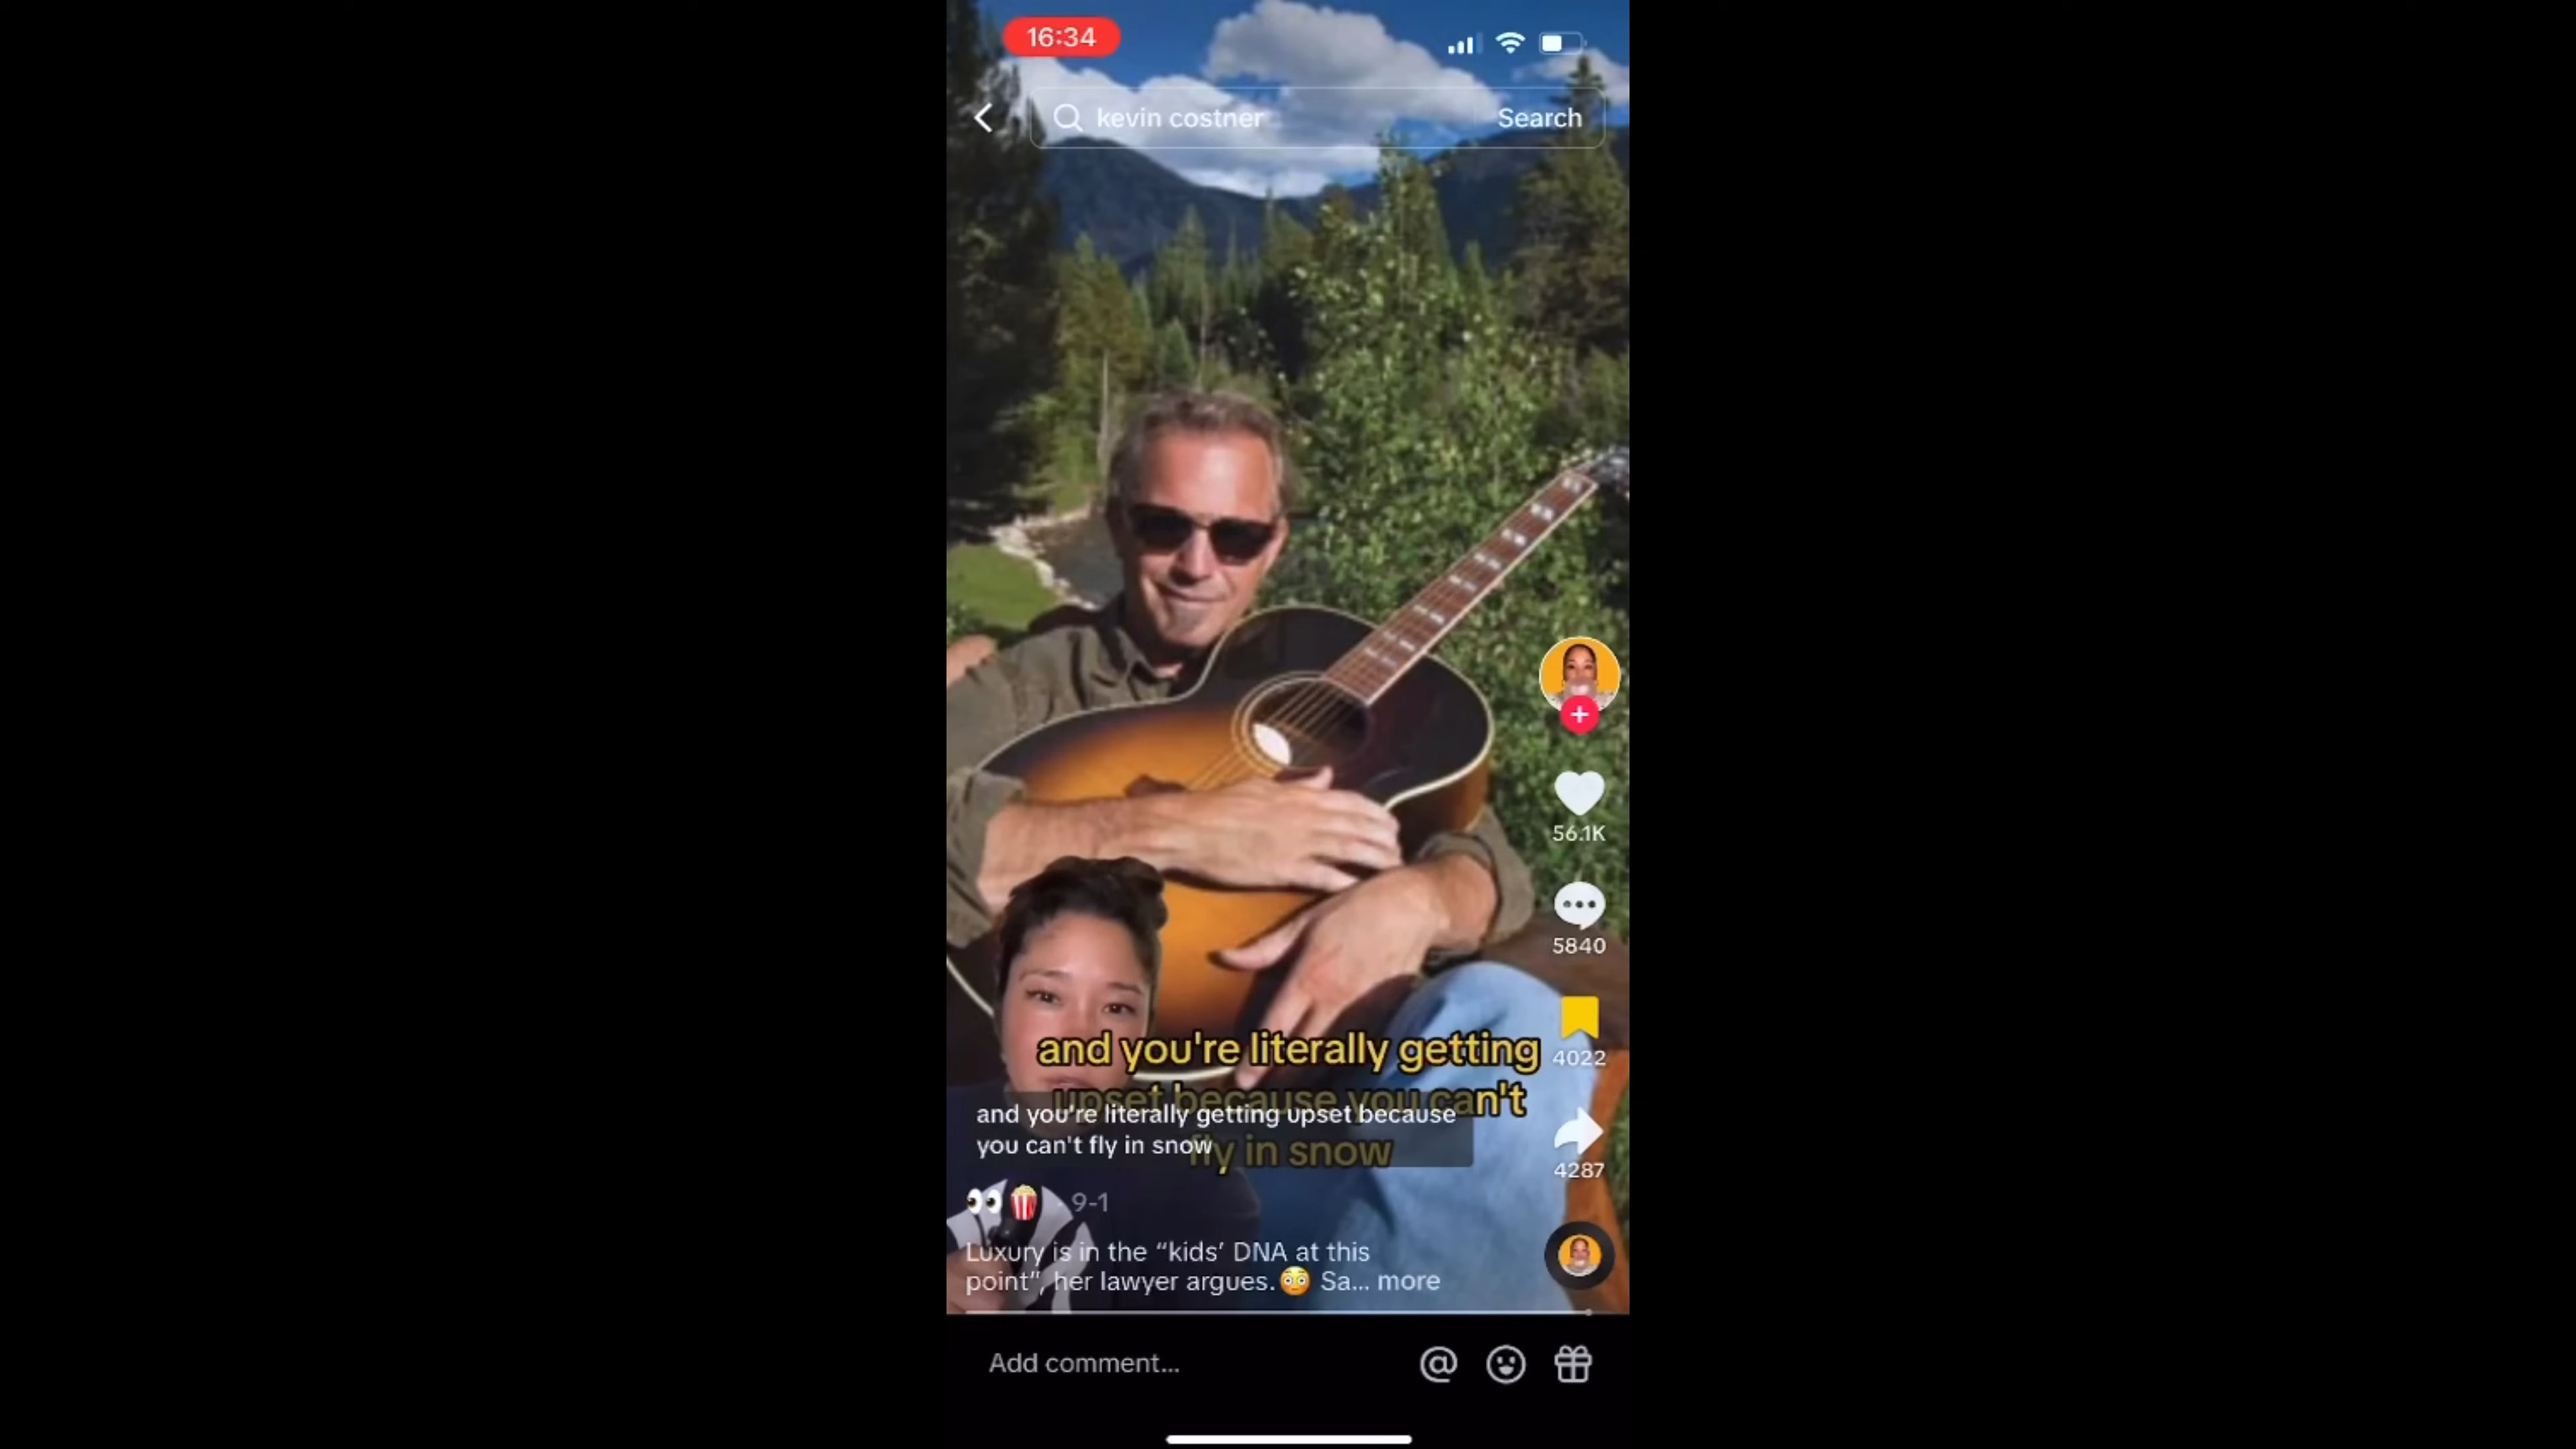 16:34
kevin costner
Search
56.1K
5840
and you're literally getting
upset because you can't
fly in snow
4022
and you're literally getting upset because
you can't fly in snow
4287
👀🍿 · 9-1
Luxury is in the “kids’ DNA at this
point”, her lawyer argues.😳 Sa... more
Add comment...